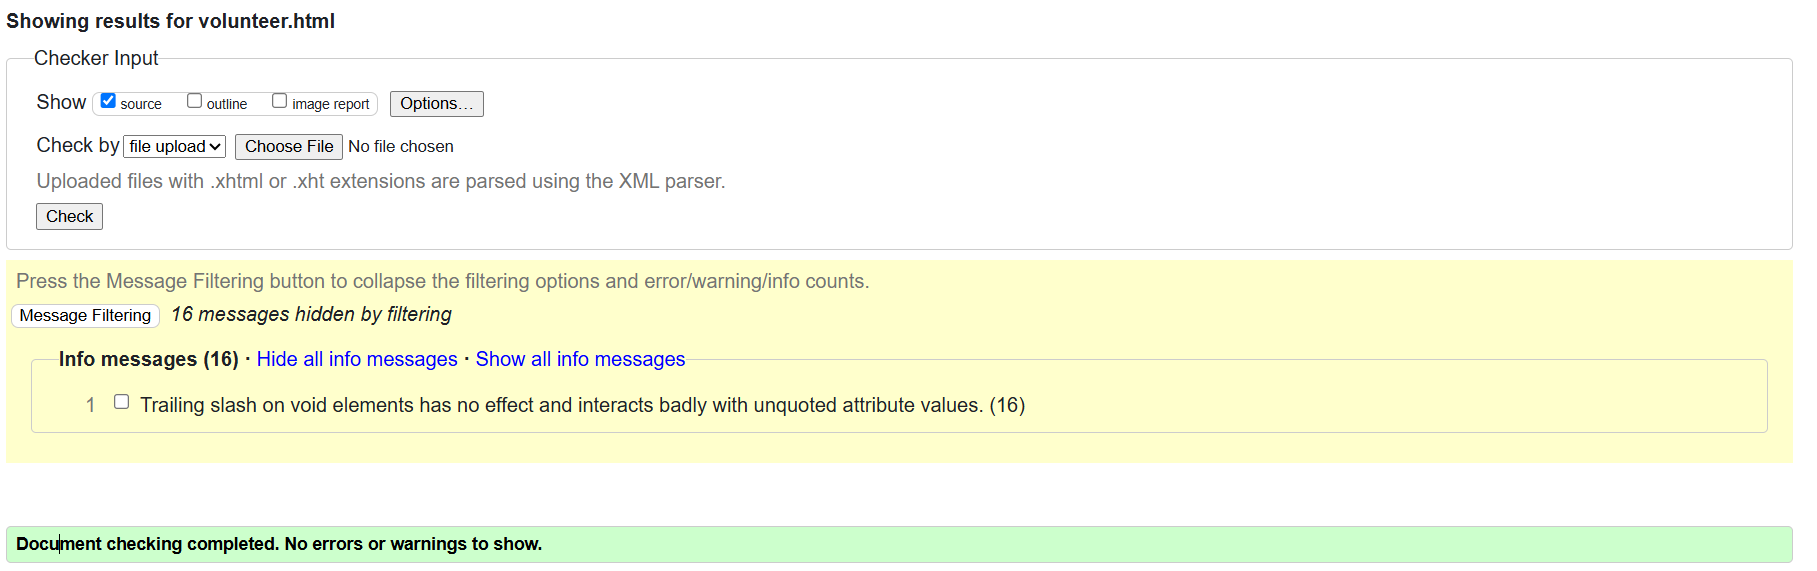 Showing results for volunteer.html
Checker Input
Show source outline image report Options...
Check by file upload Choose File No file chosen
Uploaded files with .xhtml or .xht extensions are parsed using the XML parser.
Check
Press the Message Filtering button to collapse the filtering options and error/warning/info counts.
Message Filtering 16 messages hidden by filtering
Info messages (16) · Hide all info messages · Show all info messages
1 Trailing slash on void elements has no effect and interacts badly with unquoted attribute values. (16)
Document checking completed. No errors or warnings to show.